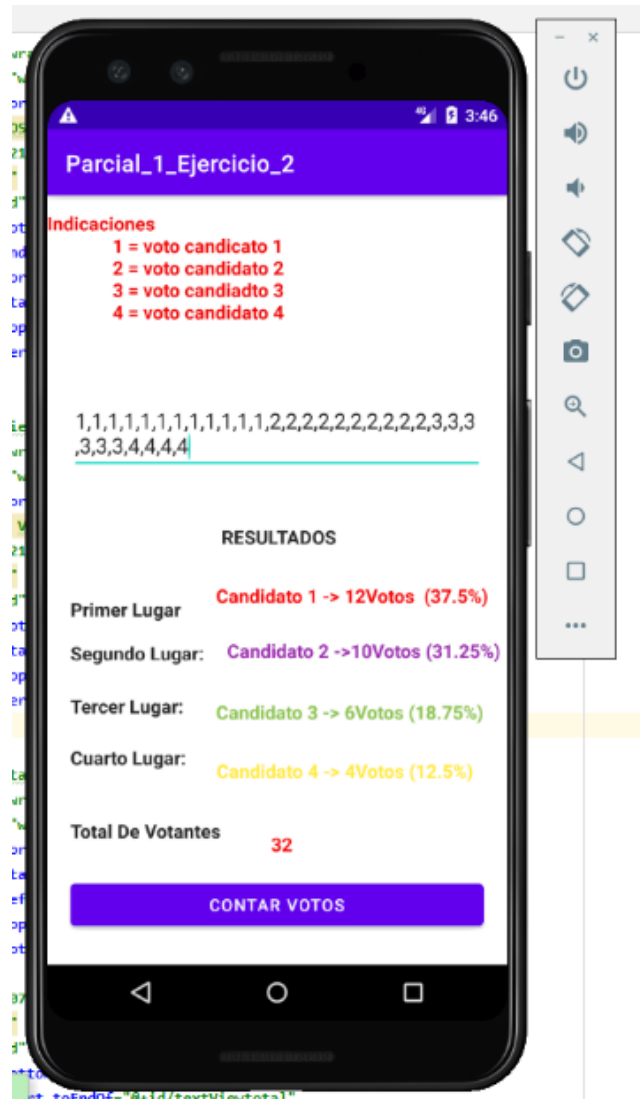 4G 3:46
Parcial_1_Ejercicio_2
Indicaciones
1 = voto candicato 1
2 = voto candidato 2
3 = voto candiadto 3
4 = voto candidato 4
1,1,1,1,1,1,1,1,1,1,1,1,2,2,2,2,2,2,2,2,2,2,3,3,3
,3,3,3,4,4,4,4
RESULTADOS
Primer Lugar Candidato 1 -> 12Votos (37.5%)
Segundo Lugar: Candidato 2 ->10Votos (31.25%)
Tercer Lugar: Candidato 3 -> 6Votos (18.75%)
Cuarto Lugar: Candidato 4 -> 4Votos (12.5%)
Total De Votantes 32
CONTAR VOTOS